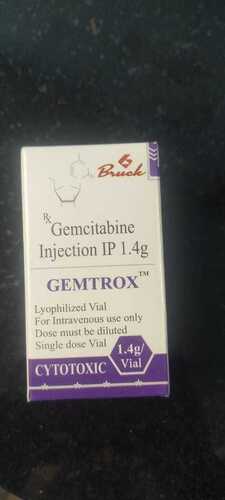 Bruck
Rx Gemcitabine
Injection IP 1.4g
GEMTROX™
Lyophilized Vial
For Intravenous use only
Dose must be diluted
Single dose Vial
1.4g/
Vial
CYTOTOXIC